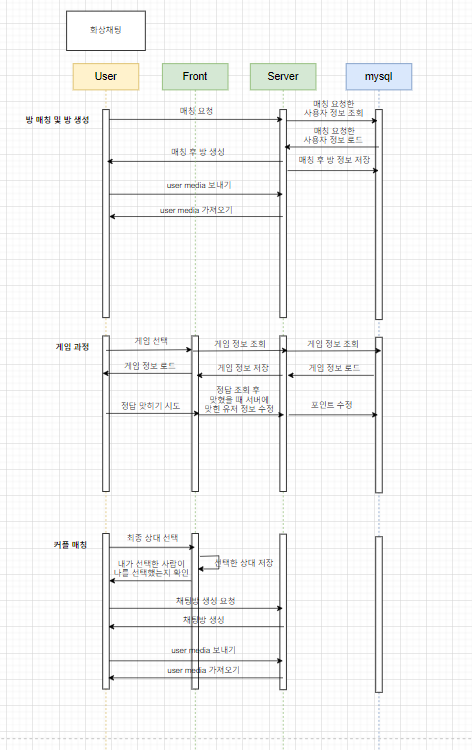 화상채팅
User
Front
Server
mysql
방 매칭 및 방 생성
매칭 요청
매칭 요청한
사용자 정보 조회
매칭 요청한
사용자 정보 로드
매칭 후 방 생성
매칭 후 방 정보 저장
user media 보내기
user media 가져오기
게임 과정
게임 선택
게임 정보 조회
게임 정보 조회
게임 정보 로드
게임 정보 저장
게임 정보 로드
정답 맞히기 시도
정답 조회 후
맞혔을 때 서버에
맞힌 유저 정보 수정
포인트 수정
커플 매칭
최종 상대 선택
선택한 상대 저장
내가 선택한 사람이
나를 선택했는지 확인
채팅방 생성 요청
채팅방 생성
user media 보내기
user media 가져오기